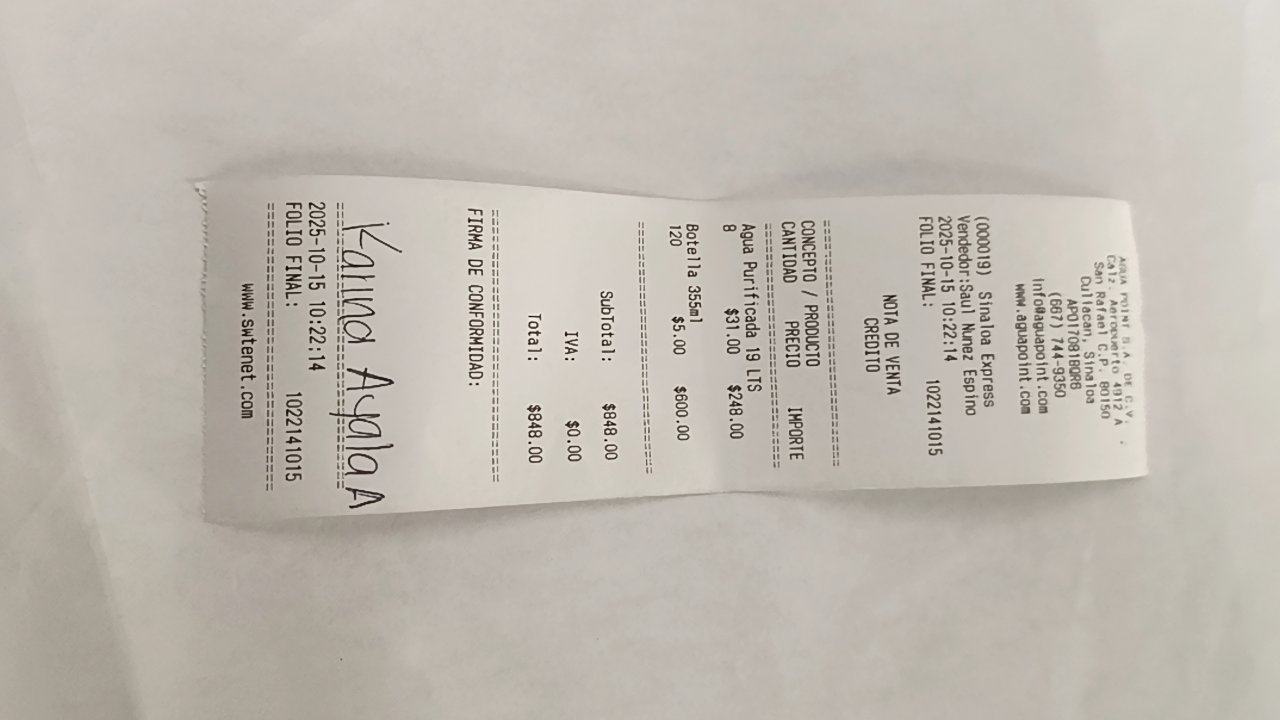 AGUA POINT S.A. DE C.V.
Calz. Aeropuerto 4912 A .
San Rafael C.P. 80150
Culiacan, Sinaloa
APO170818QR6
(667) 744-9350
info@aguapoint.com
www.aguapoint.com
(000019) Sinaloa Express
Vendedor:Saul Nunez Espino
2025-10-15 10:22:14
FOLIO FINAL: 1022141015
NOTA DE VENTA
CREDITO
CONCEPTO / PRODUCTO
CANTIDAD PRECIO IMPORTE
Agua Purificada 19 LTS
8 $31.00 $248.00
Botella 355ml
120 $5.00 $600.00
SubTotal: $848.00
IVA: $0.00
Total: $848.00
FIRMA DE CONFORMIDAD:
Karina Ayala A
2025-10-15 10:22:14
FOLIO FINAL: 1022141015
www.swtenet.com